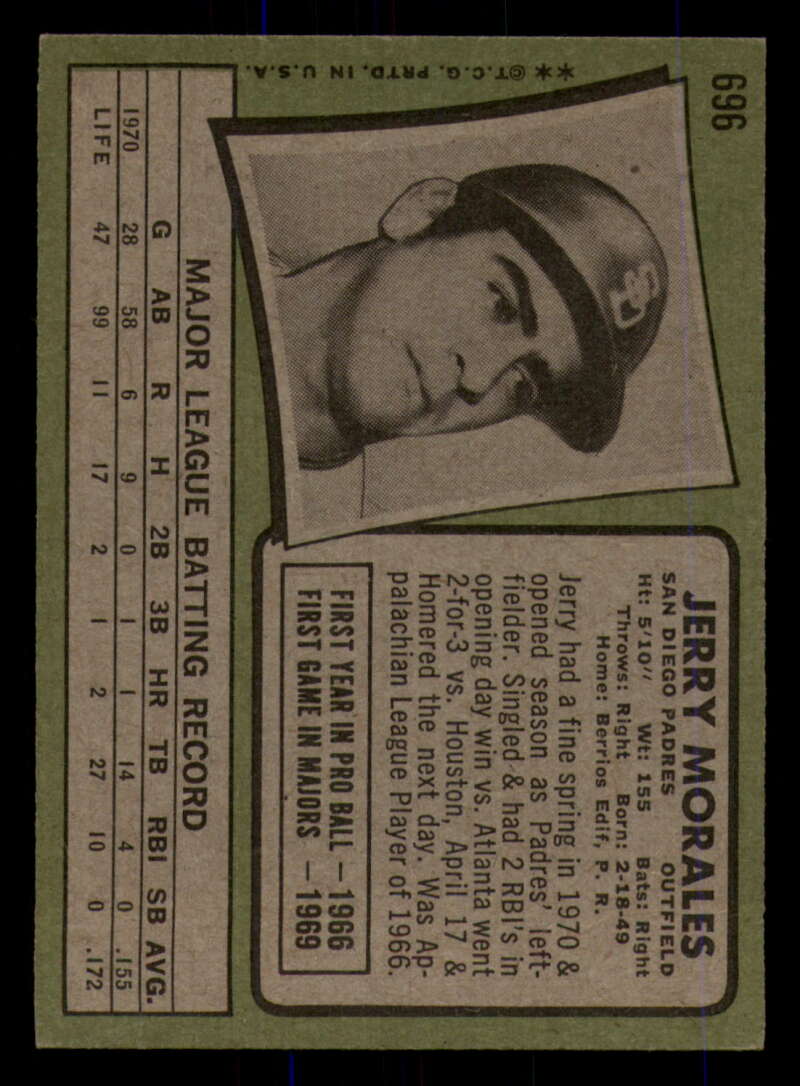 696
**©T.C.G. PRTD. IN U.S.A.
SD
JERRY MORALES
SAN DIEGO PADRES OUTFIELD
Ht: 5'10" Wt: 155 Bats: Right
Throws: Right Born: 2-18-49
Home: Berrios Edif, P. R.
Jerry had a fine spring in 1970 &
opened season as Padres' left-
fielder. Singled & had 2 RBI's in
opening day win vs. Atlanta went
2-for-3 vs. Houston, April 17 &
Homered the next day. Was Ap-
palachian League Player of 1966.
FIRST YEAR IN PRO BALL — 1966
FIRST GAME IN MAJORS — 1969
MAJOR LEAGUE BATTING RECORD
G AB R H 2B 3B HR TB RBI SB AVG.
1970 28 58 6 9 0 1 1 14 4 0 .155
LIFE 47 99 11 17 2 1 2 27 10 0 .172